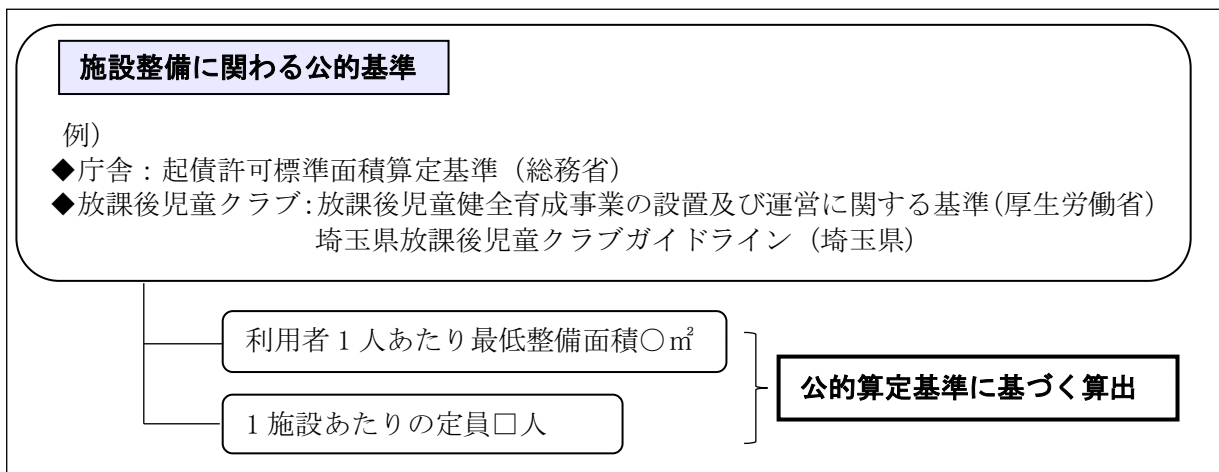 施設整備に関わる公的基準
例）
◆庁舎：起債許可標準面積算定基準（総務省）
◆放課後児童クラブ：放課後児童健全育成事業の設置及び運営に関する基準（厚生労働省）
埼玉県放課後児童クラブガイドライン（埼玉県）
利用者1人あたり最低整備面積○㎡
公的算定基準に基づく算出
1施設あたりの定員□人